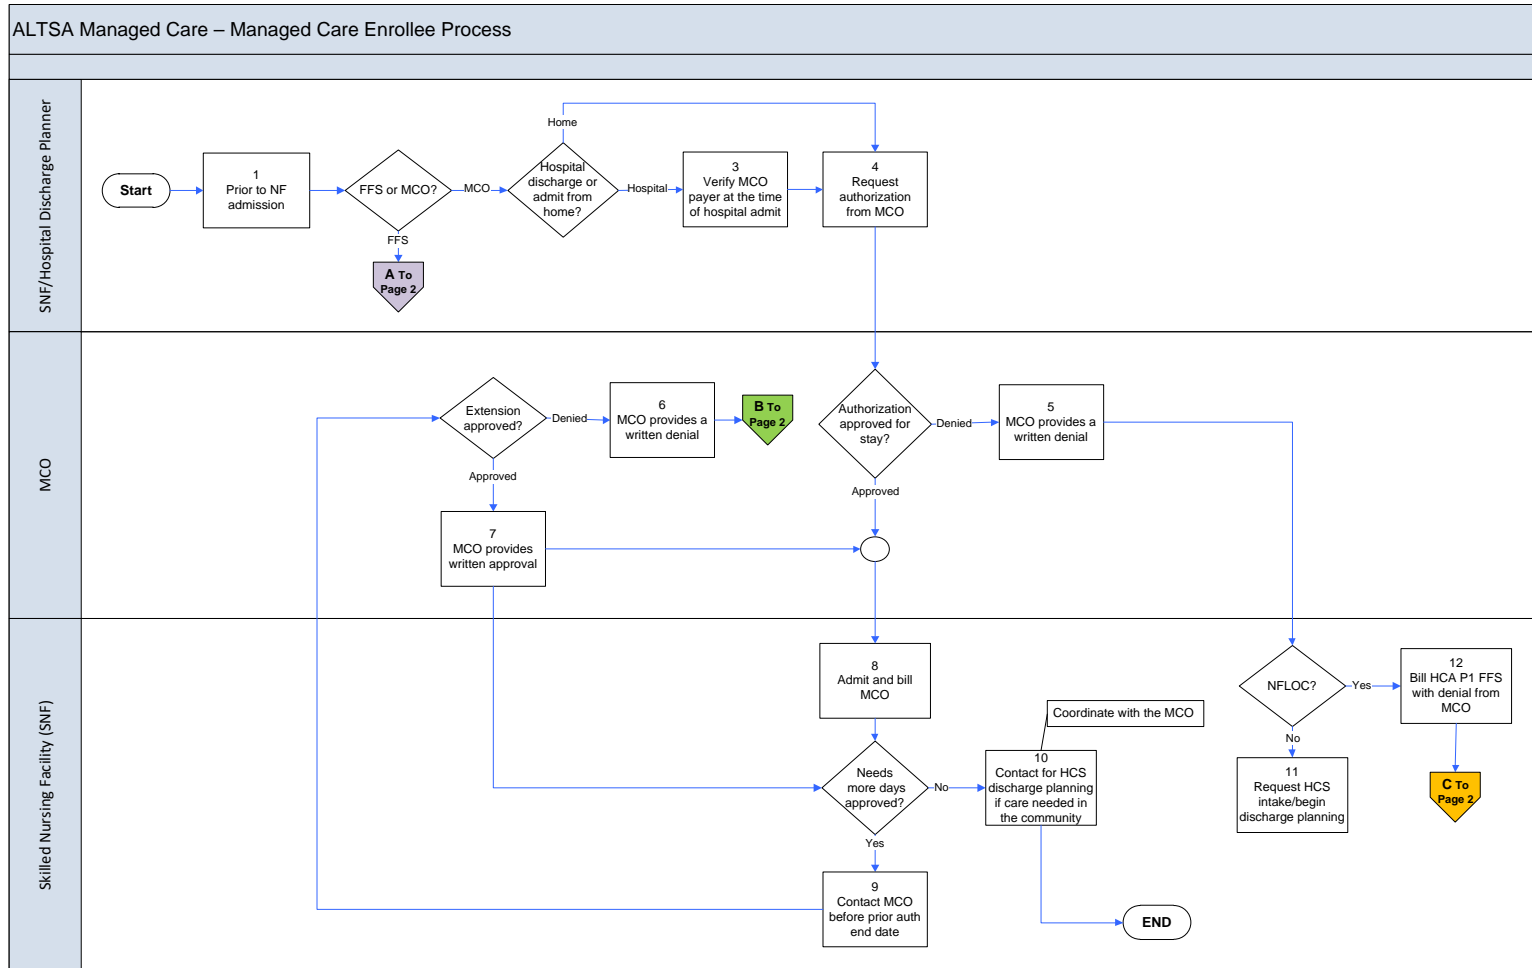 ALTSA Managed Care – Managed Care Enrollee Process
SNF/Hospital Discharge Planner
Start
1
Prior to NF
admission
FFS or MCO?
MCO
FFS
A To
Page 2
Hospital
discharge or
admit from
home?
Home
Hospital
3
Verify MCO
payer at the time
of hospital admit
4
Request
authorization
from MCO
MCO
Extension
approved?
Denied
Approved
6
MCO provides a
written denial
B To
Page 2
Authorization
approved for
stay?
Denied
Approved
5
MCO provides a
written denial
7
MCO provides
written approval
Skilled Nursing Facility (SNF)
8
Admit and bill
MCO
Needs
more days
approved?
No
Yes
Coordinate with the MCO
10
Contact for HCS
discharge planning
if care needed in
the community
9
Contact MCO
before prior auth
end date
END
NFLOC?
Yes
No
12
Bill HCA P1 FFS
with denial from
MCO
11
Request HCS
intake/begin
discharge planning
C To
Page 2